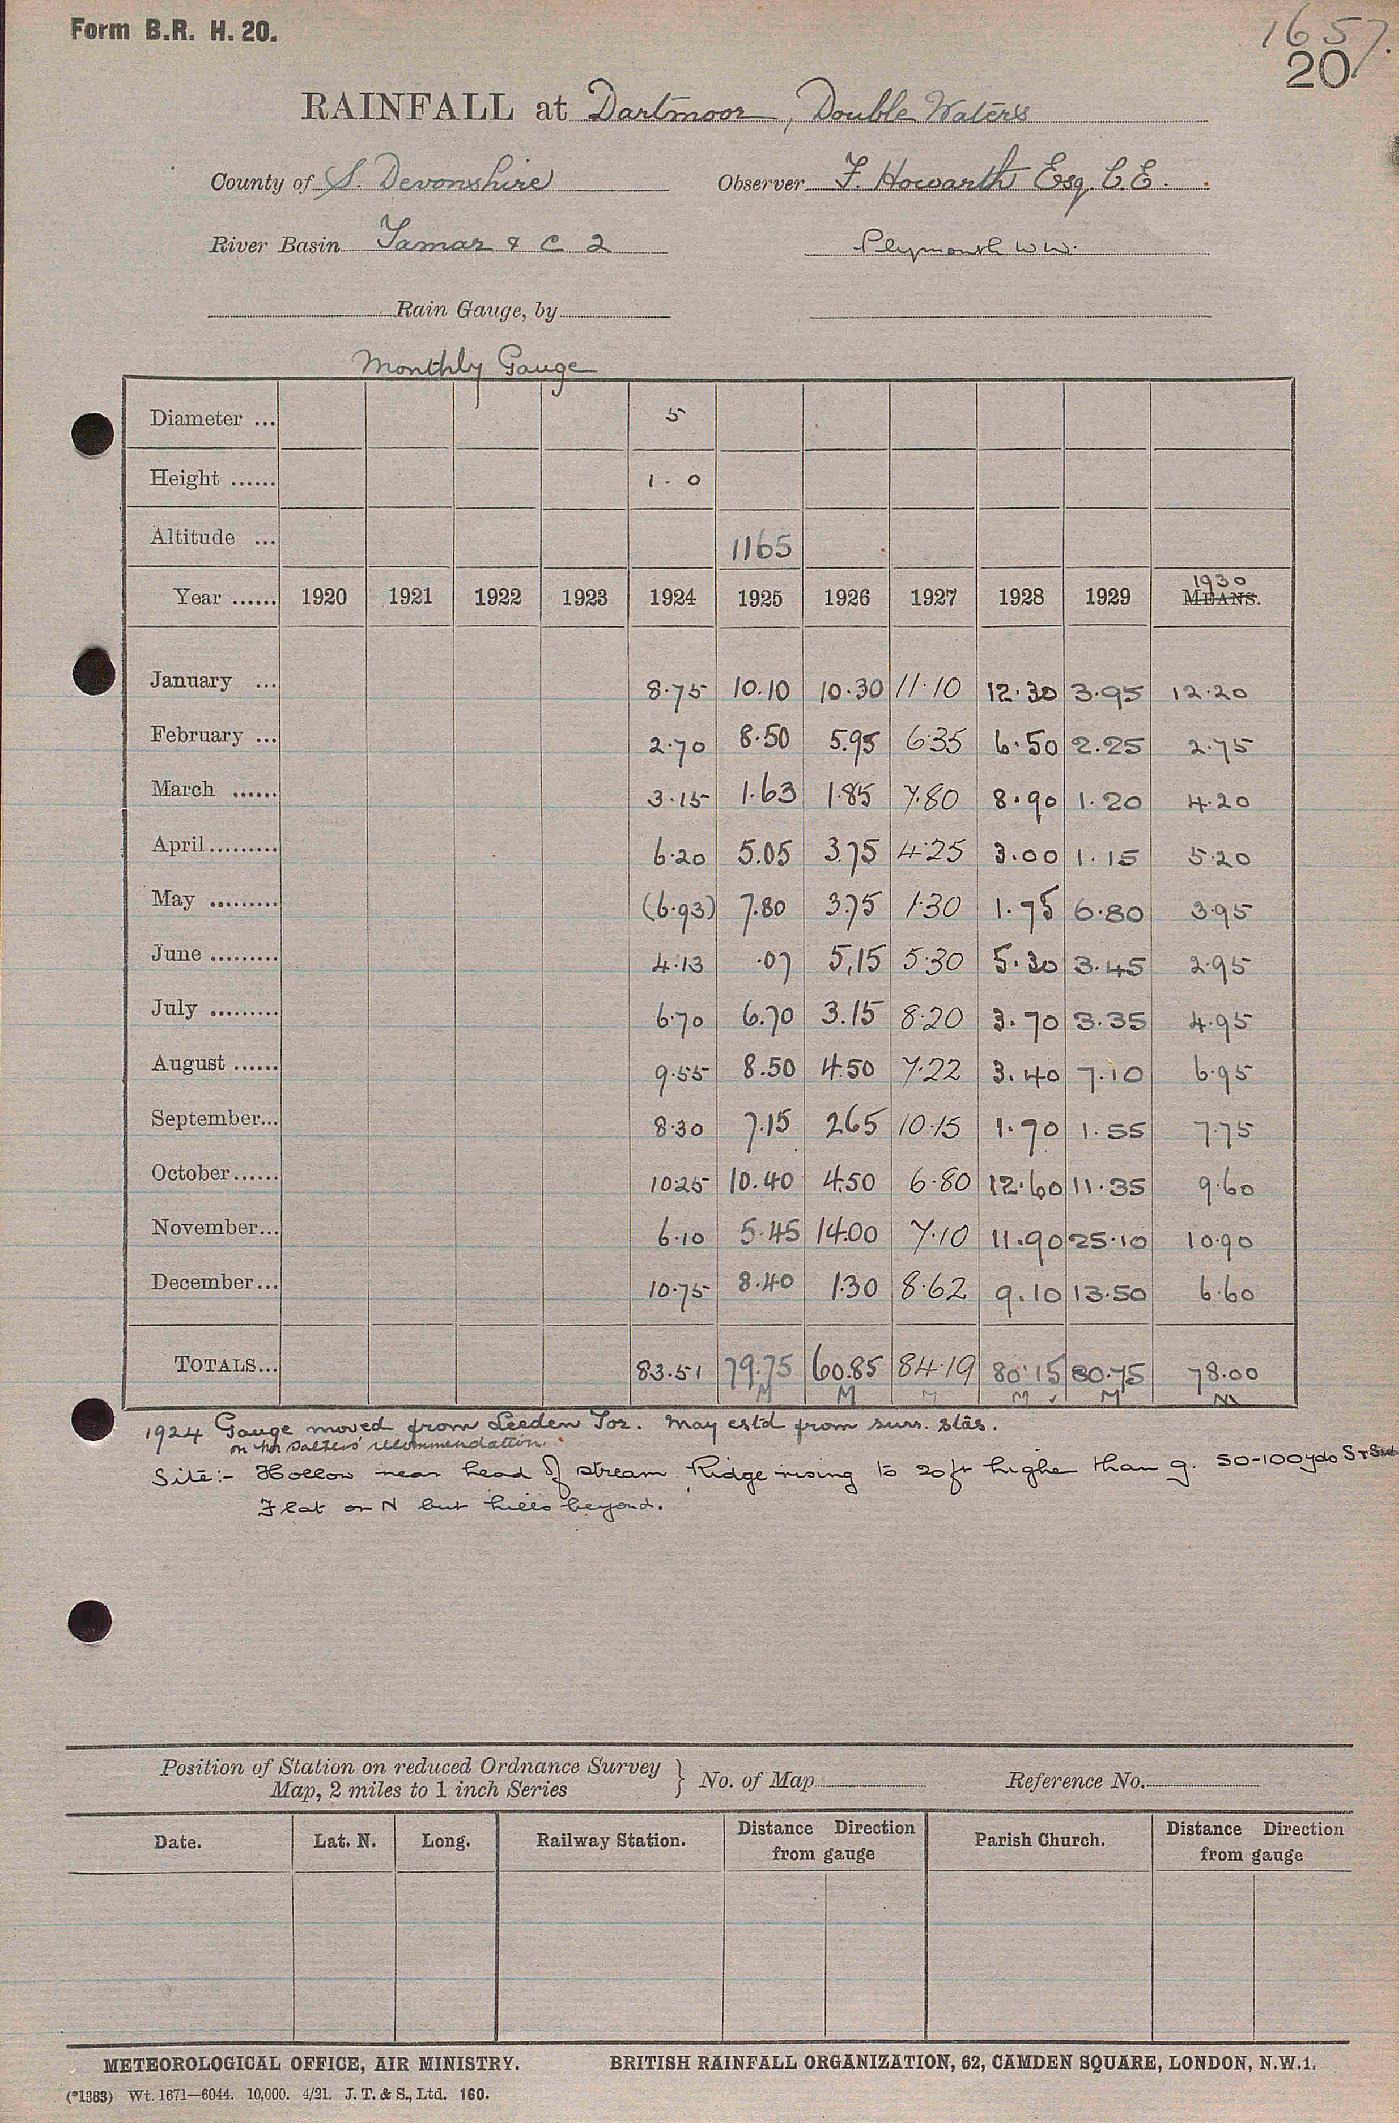 Form B.R. H. 20.
1657.
20
RAINFALL at Dartmoor, Double Waters
County of S. Devonshire Observer F. Howarth Esq. C.E.
River Basin Tamar & C 2 Plymouth W.W.
Rain Gauge, by
Monthly Gauge
Diameter ... 5
Height ...... 1 · 0
Altitude ... 1165
Year ...... 1920 1921 1922 1923 1924 1925 1926 1927 1928 1929 1930 MEANS.
January ... 8·75 10.10 10·30 11·10 12·30 3·95 12·20
February ... 2·70 8·50 5.95 6·35 6·50 2.25 2·75
March ...... 3·15 1·63 1·85 7.80 8·90 1·20 4·20
April......... 6·20 5.05 3.75 4·25 3·00 1·15 5·20
May ......... (6·93) 7.80 3.75 1·30 1·75 6·80 3·95
June ......... 4·13 ·07 5.15 5·30 5·30 3·45 2·95
July ......... 6·70 6.70 3.15 8·20 3·70 3·35 4·95
August ...... 9·55 8.50 4.50 7·22 3·40 7·10 6·95
September... 8·30 7.15 2.65 10·15 1·70 1·55 7·75
October...... 10·25 10.40 4.50 6·80 12·60 11·35 9·60
November... 6·10 5·45 14.00 7·10 11·90 25·10 10·90
December... 10·75 8·40 1.30 8·62 9·10 13·50 6·60
TOTALS... 83·51 79.75 60.85 84·19 80·15 80·75 78·00
M M M M M M
1924 Gauge moved from Leeden Tor. May est'd from surr. stns.
on Mr Salter's recommendation.
Site:- Hollow near head of stream. Ridge rising to 20ft higher than g. 50-100yds S & SW
Flat on N but hills beyond.
Position of Station on reduced Ordnance Survey
Map, 2 miles to 1 inch Series } No. of Map Reference No.
Date. Lat. N. Long. Railway Station. Distance Direction from gauge Parish Church. Distance Direction from gauge
METEOROLOGICAL OFFICE, AIR MINISTRY. BRITISH RAINFALL ORGANIZATION, 62, CAMDEN SQUARE, LONDON, N.W.1.
(*1383) Wt. 1671—6044. 10,000. 4/21. J. T. & S., Ltd. 160.